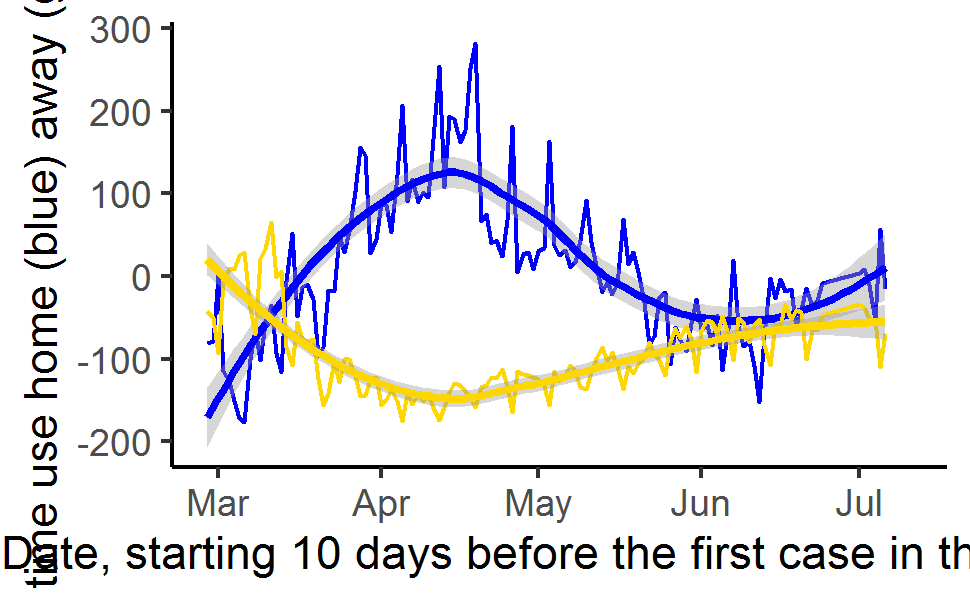 time use home (blue) away (
300
200
100
0
-100
-200
Mar Apr May Jun Jul
Date, starting 10 days before the first case in th